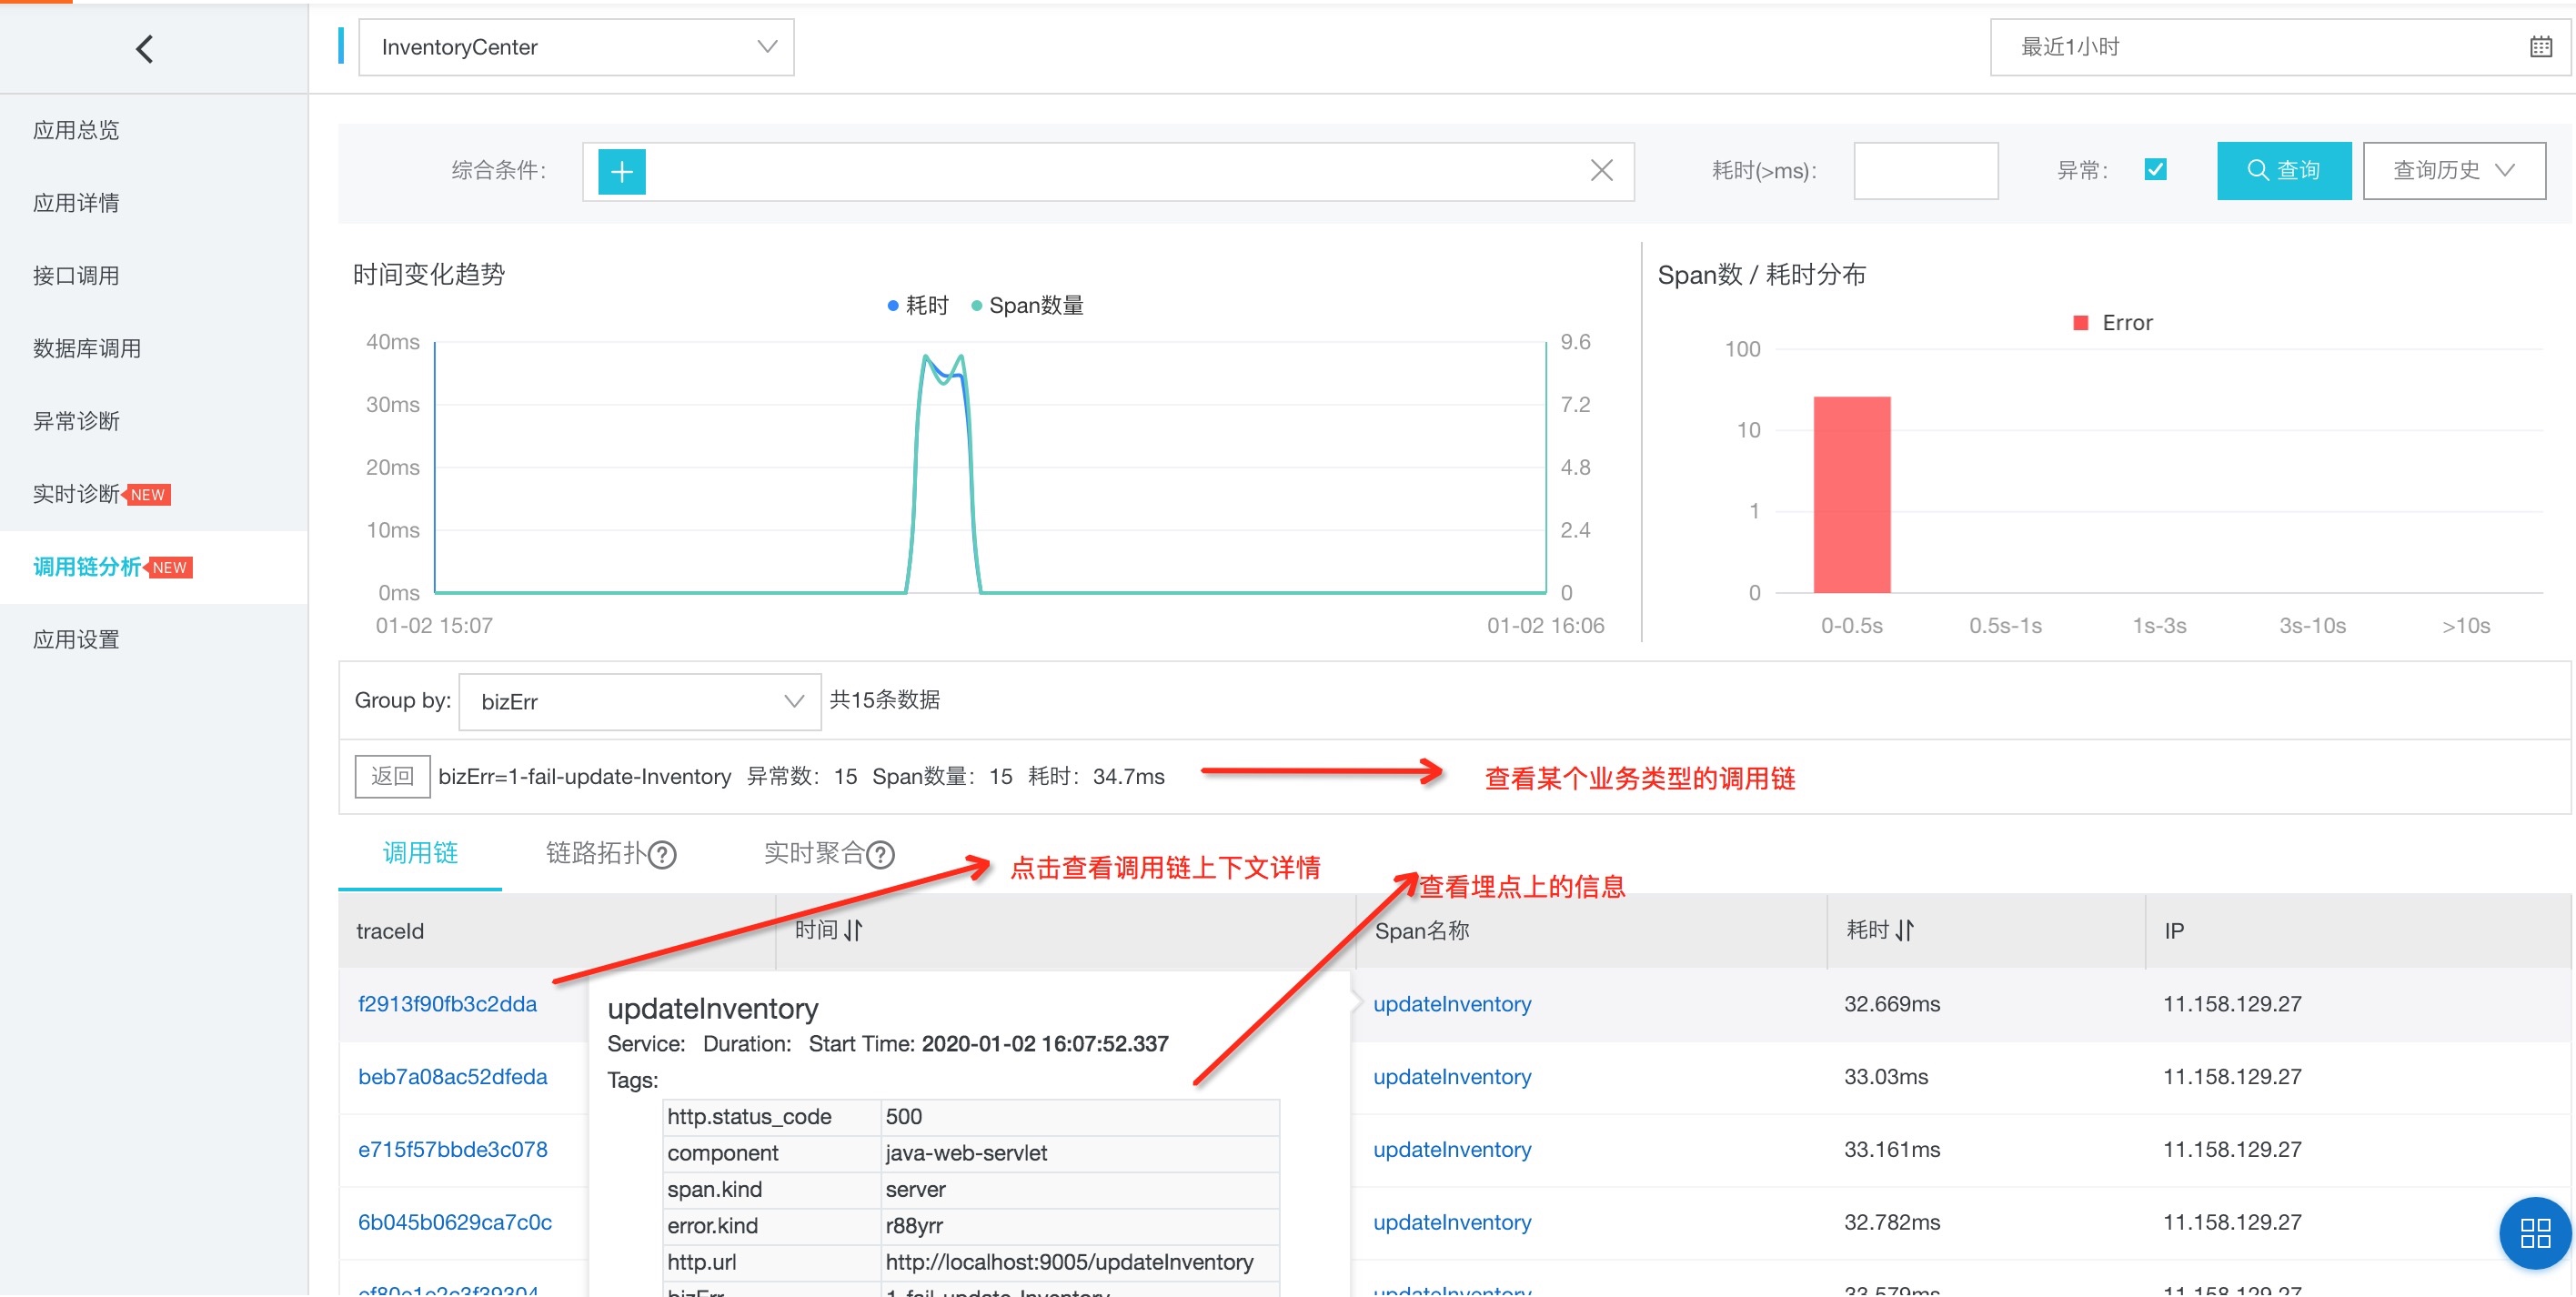 InventoryCenter
最近1小时
应用总览
应用详情
接口调用
数据库调用
异常诊断
实时诊断 NEW
调用链分析 NEW
应用设置
综合条件：
耗时(>ms)：
异常：
查询
查询历史
时间变化趋势
耗时 Span数量
40ms
30ms
20ms
10ms
0ms
9.6
7.2
4.8
2.4
0
01-02 15:07
01-02 16:06
Span数 / 耗时分布
Error
100
10
1
0
0-0.5s 0.5s-1s 1s-3s 3s-10s >10s
Group by: bizErr 共15条数据
返回 bizErr=1-fail-update-Inventory 异常数：15 Span数量：15 耗时：34.7ms
查看某个业务类型的调用链
调用链 链路拓扑? 实时聚合?
点击查看调用链上下文详情
查看埋点上的信息
traceId 时间 Span名称 耗时 IP
f2913f90fb3c2dda updateInventory 32.669ms 11.158.129.27
beb7a08ac52dfeda updateInventory 33.03ms 11.158.129.27
e715f57bbde3c078 updateInventory 33.161ms 11.158.129.27
6b045b0629ca7c0c updateInventory 32.782ms 11.158.129.27
updateInventory 33.579ms 11.158.129.27
updateInventory
Service: Duration: Start Time: 2020-01-02 16:07:52.337
Tags:
http.status_code 500
component java-web-servlet
span.kind server
error.kind r88yrr
http.url http://localhost:9005/updateInventory
bizErr 1-fail-update-Inventory